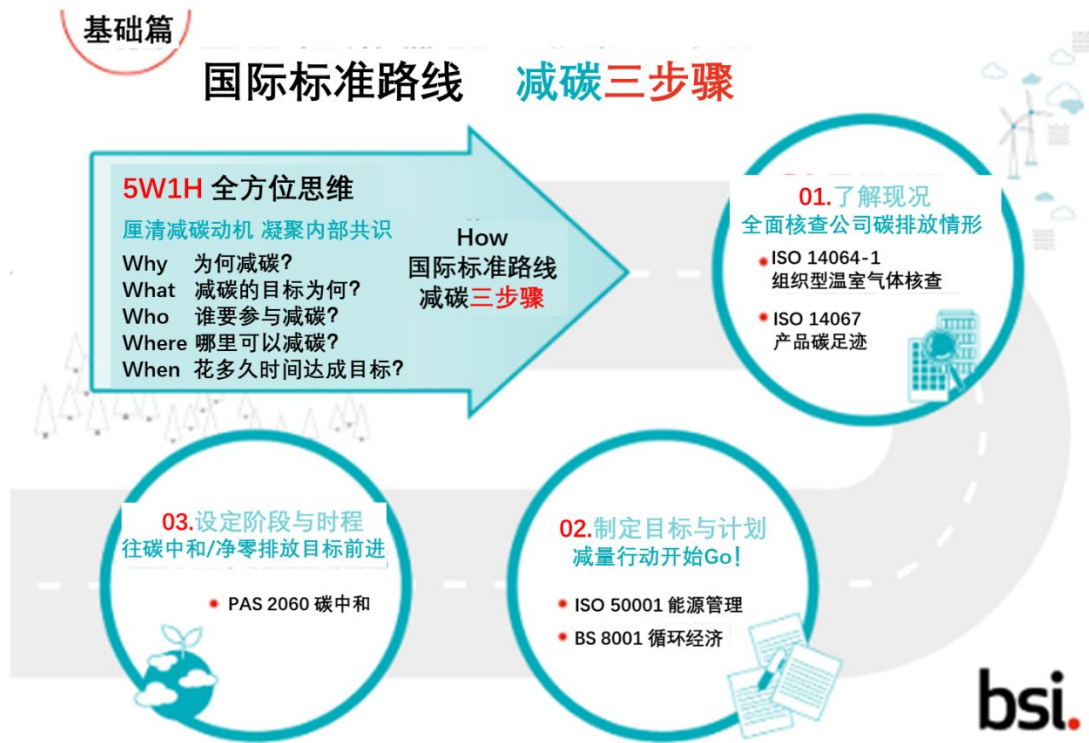 基础篇
国际标准路线 减碳三步骤
5W1H 全方位思维
厘清减碳动机 凝聚内部共识
Why 为何减碳?
What 减碳的目标为何?
Who 谁要参与减碳?
Where 哪里可以减碳?
When 花多久时间达成目标?
How
国际标准路线
减碳三步骤
01.了解现况
全面核查公司碳排放情形
ISO 14064-1
组织型温室气体核查
ISO 14067
产品碳足迹
02.制定目标与计划
减量行动开始Go!
ISO 50001 能源管理
BS 8001 循环经济
03.设定阶段与时程
往碳中和/净零排放目标前进
PAS 2060 碳中和
bsi.